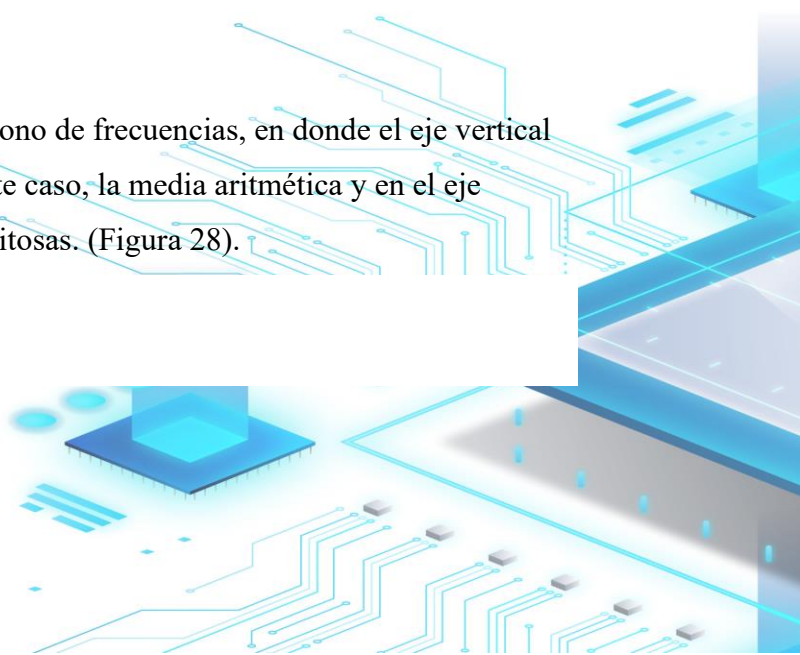 ono de frecuencias, en donde el eje vertical
te caso, la media aritmética y en el eje
itosas. (Figura 28).